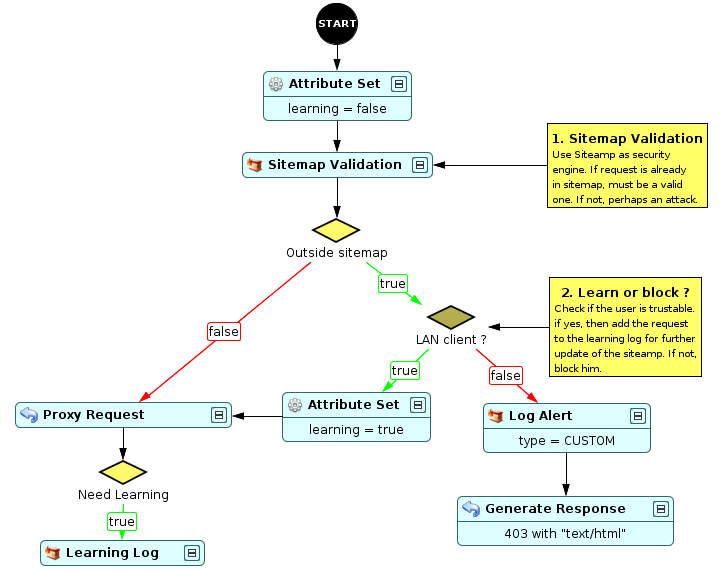 START
Attribute Set
learning = false
1. Sitemap Validation
Use Siteamp as security
engine. If request is already
in sitemap, must be a valid
one. If not, perhaps an attack.
Sitemap Validation
Outside sitemap
true
false
2. Learn or block ?
Check if the user is trustable.
if yes, then add the request
to the learning log for further
update of the siteamp. If not,
block him.
LAN client ?
true
false
Proxy Request
Attribute Set
learning = true
Log Alert
type = CUSTOM
Need Learning
true
Learning Log
Generate Response
403 with "text/html"